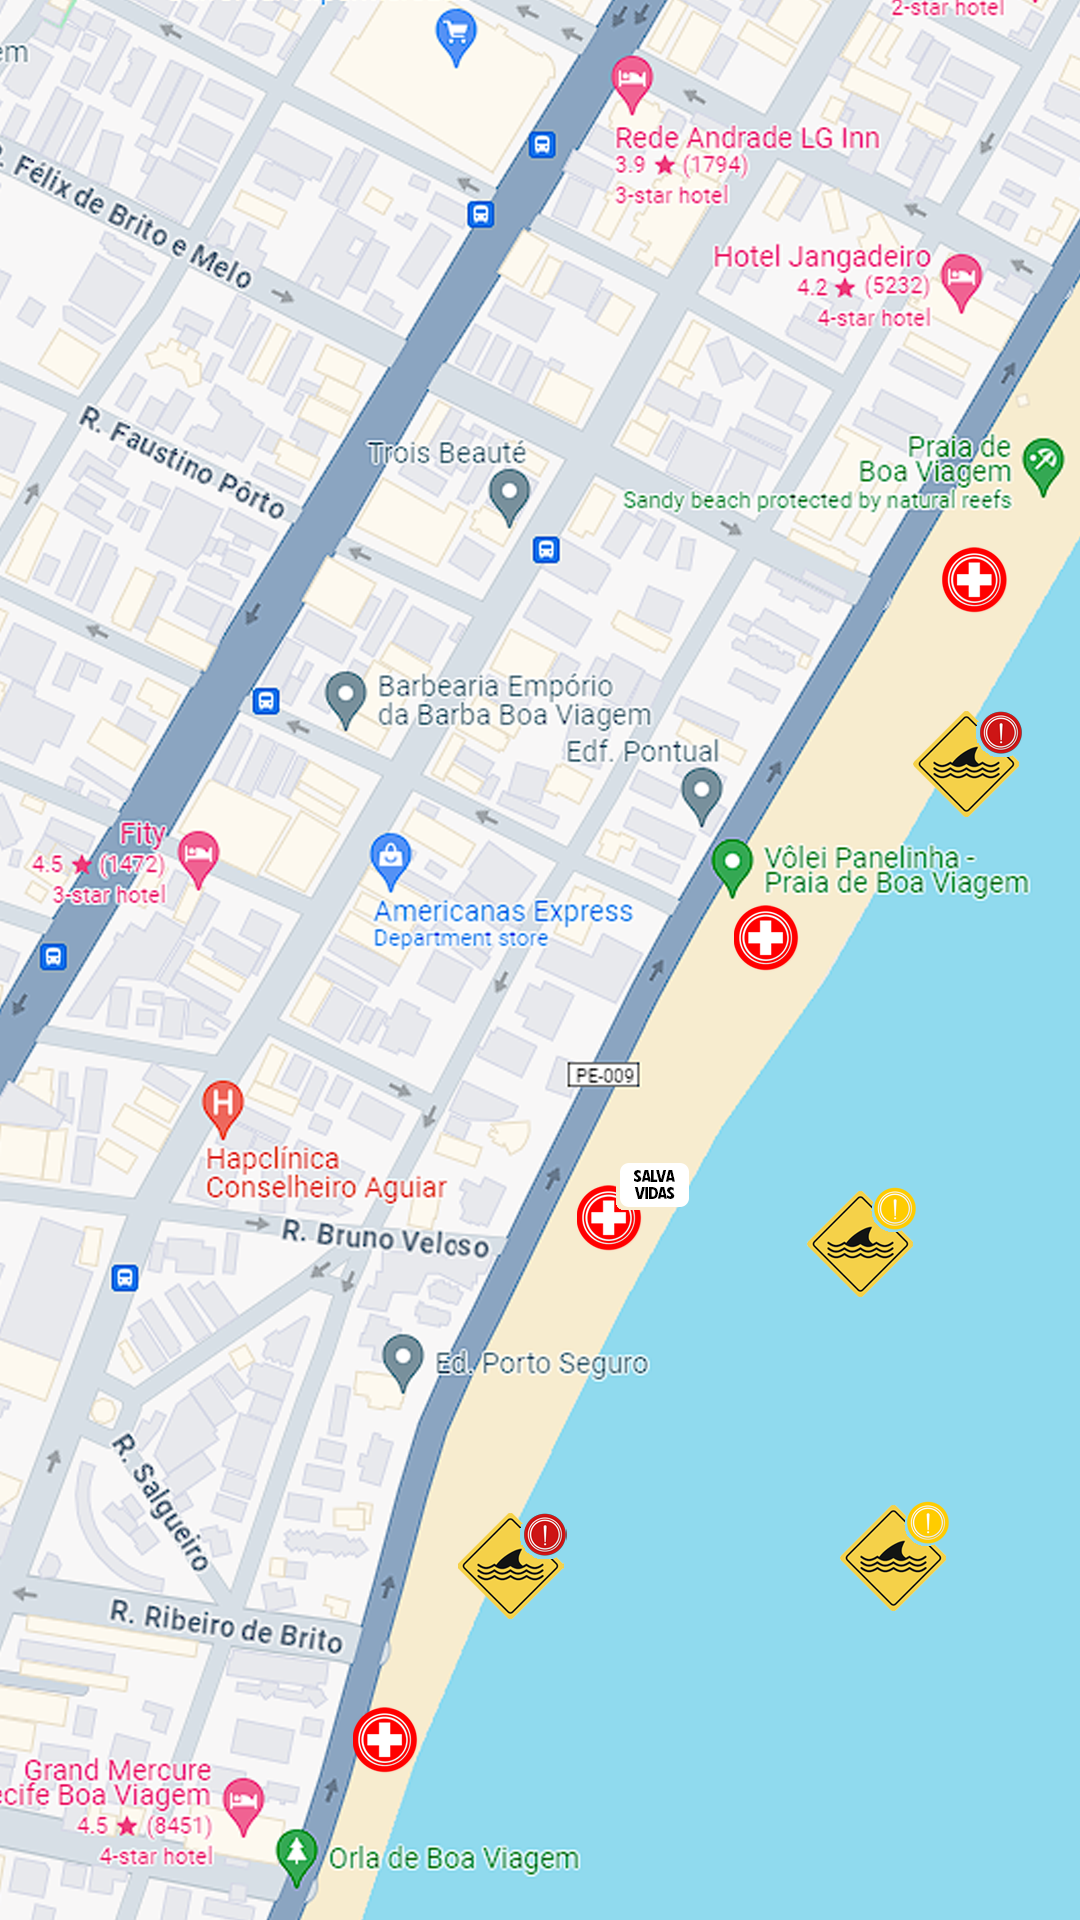 2-star hotel
em
Rede Andrade LG Inn
3.9 ★ (1794)
3-star hotel
R. Félix de Brito e Melo
Hotel Jangadeiro
4.2 ★ (5232)
4-star hotel
R. Faustino Pôrto
Trois Beauté
Praia de
Boa Viagem
Sandy beach protected by natural reefs
Barbearia Empório
da Barba Boa Viagem
Edf. Pontual
Fity
4.5 ★ (1472)
3-star hotel
Vôlei Panelinha -
Praia de Boa Viagem
Americanas Express
Department store
PE-009
H
Hapclínica
Conselheiro Aguiar
SALVA
VIDAS
R. Bruno Veloso
Ed. Porto Seguro
R. Salgueiro
R. Ribeiro de Brito
Grand Mercure
ecife Boa Viagem
4.5 ★ (8451)
4-star hotel
Orla de Boa Viagem